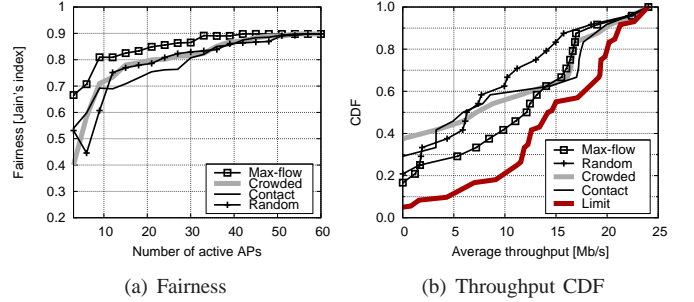 Fairness [Jain's index]
1
0.9
0.8
0.7
0.6
0.5
0.4
0.3
0.2
0 10 20 30 40 50 60
Number of active APs
Max-flow
Crowded
Contact
Random
(a) Fairness
CDF
1.0
0.8
0.6
0.4
0.2
0.0
0 5 10 15 20 25
Average throughput [Mb/s]
Max-flow
Random
Crowded
Contact
Limit
(b) Throughput CDF